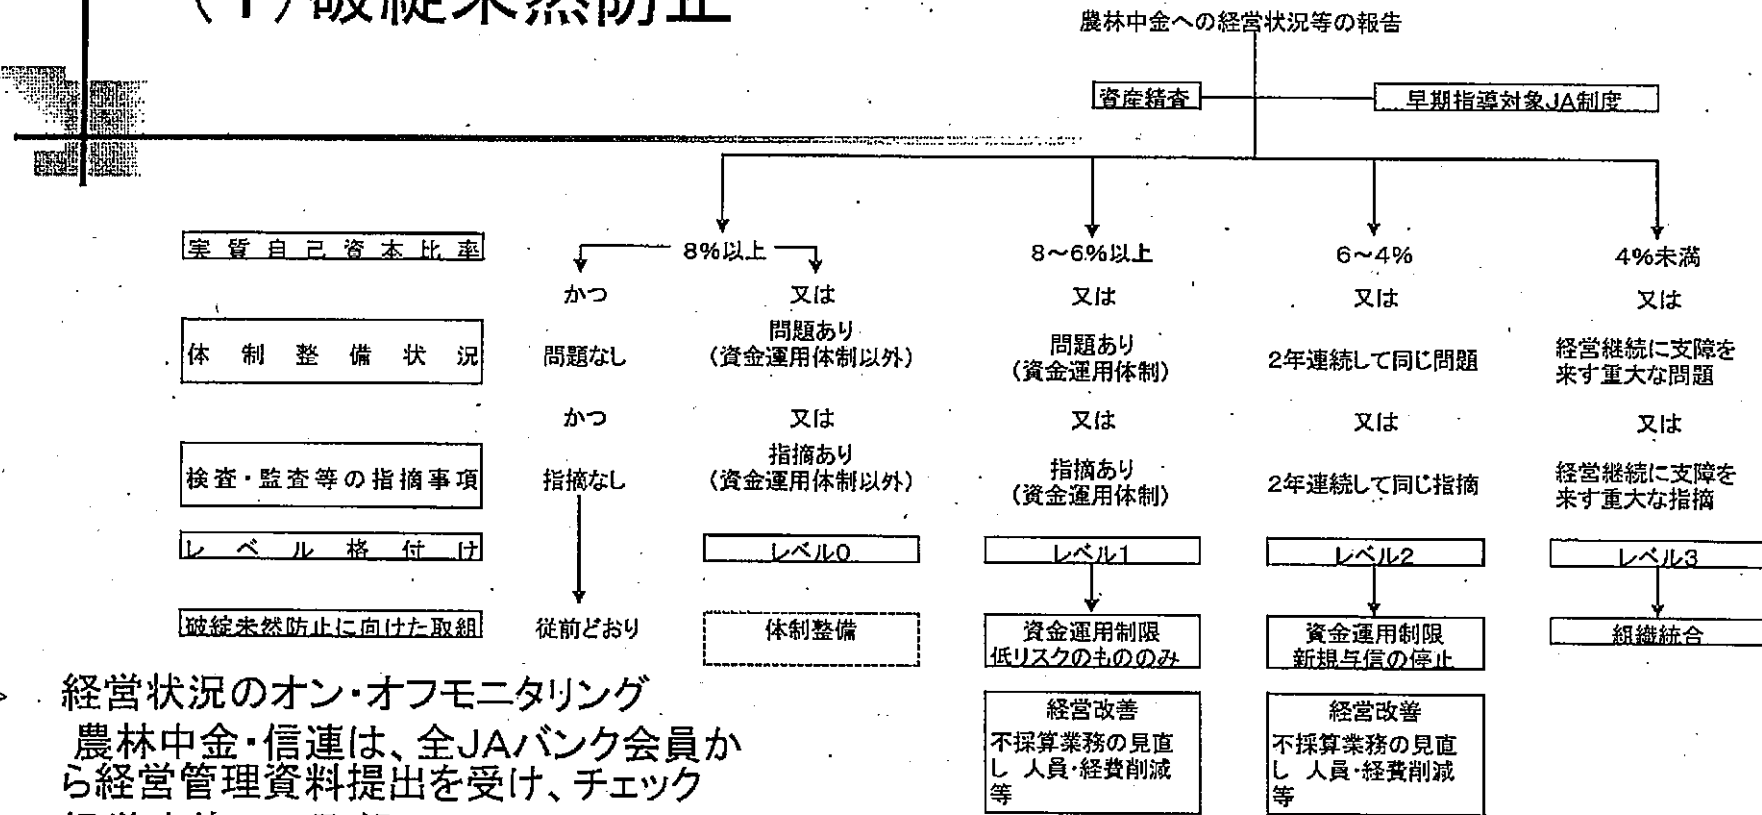 (1)破綻未然防止
農林中金への経営状況等の報告
資産精査
早期指導対象JA制度
実質自己資本比率
8%以上
8～6%以上
6～4%
4%未満
かつ
又は
又は
又は
又は
体制整備状況
問題なし
問題あり
(資金運用体制以外)
問題あり
(資金運用体制)
2年連続して同じ問題
経営継続に支障を
来す重大な問題
かつ
又は
又は
又は
又は
検査・監査等の指摘事項
指摘なし
指摘あり
(資金運用体制以外)
指摘あり
(資金運用体制)
2年連続して同じ指摘
経営継続に支障を
来す重大な指摘
レベル格付け
レベル0
レベル1
レベル2
レベル3
破綻未然防止に向けた取組
従前どおり
体制整備
資金運用制限
低リスクのもののみ
資金運用制限
新規与信の停止
組織統合
経営改善
不採算業務の見直
し 人員・経費削減
等
経営改善
不採算業務の見直
し 人員・経費削減
等
経営状況のオン・オフモニタリング
農林中金・信連は、全JAバンク会員か
ら経営管理資料提出を受け、チェック